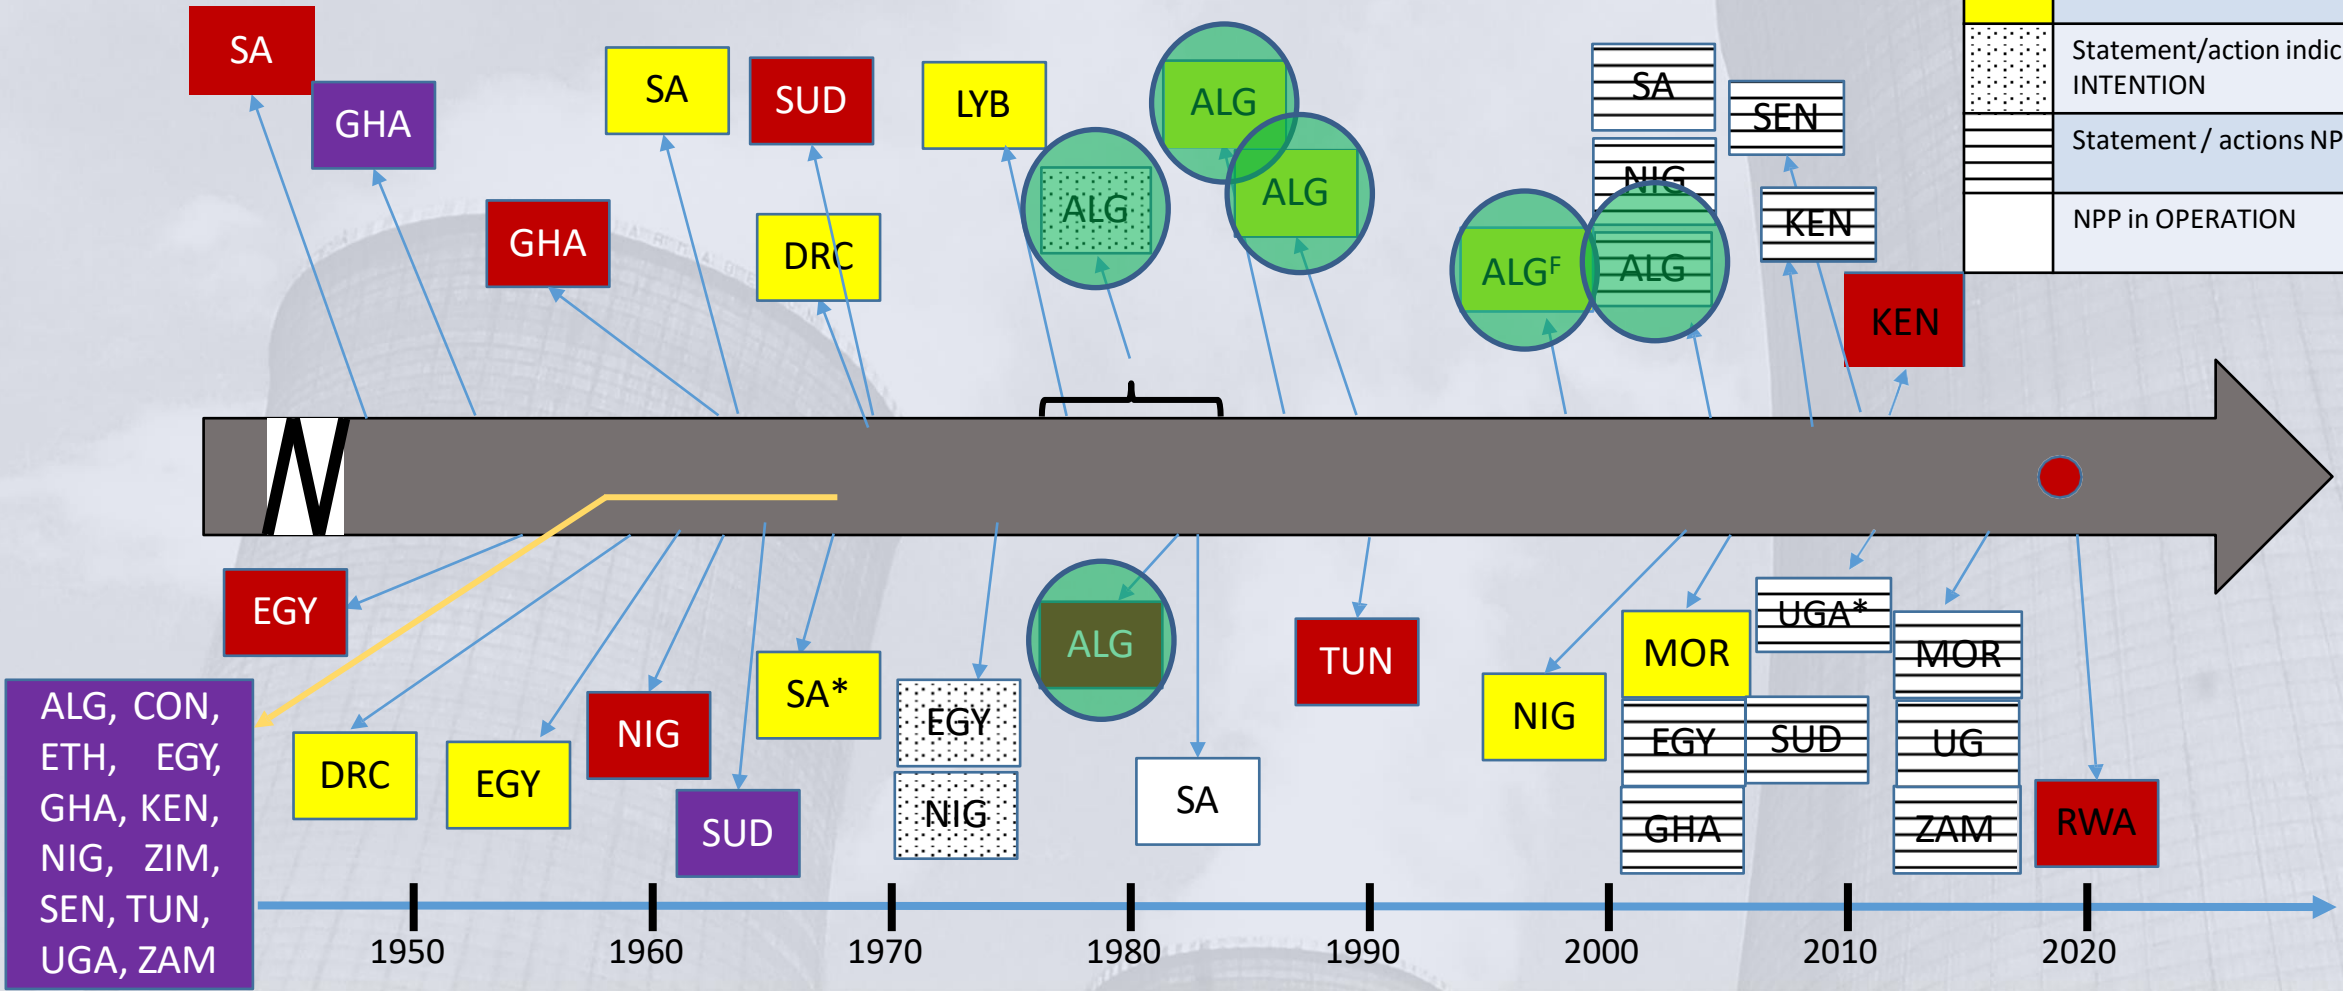 SA
GHA
GHA
SA
SUD
DRC
LYB
ALG
ALG
ALG
ALGF
SA
NIG
ALG
SEN
KEN
KEN
Statement/action indic
INTENTION
Statement / actions NP
NPP in OPERATION
N
EGY
ALG, CON,
ETH, EGY,
GHA, KEN,
NIG, ZIM,
SEN, TUN,
UGA, ZAM
DRC
EGY
NIG
SUD
SA*
EGY
NIG
ALG
SA
TUN
NIG
MOR
EGY
GHA
SUD
UGA*
MOR
UG
ZAM
RWA
1950
1960
1970
1980
1990
2000
2010
2020